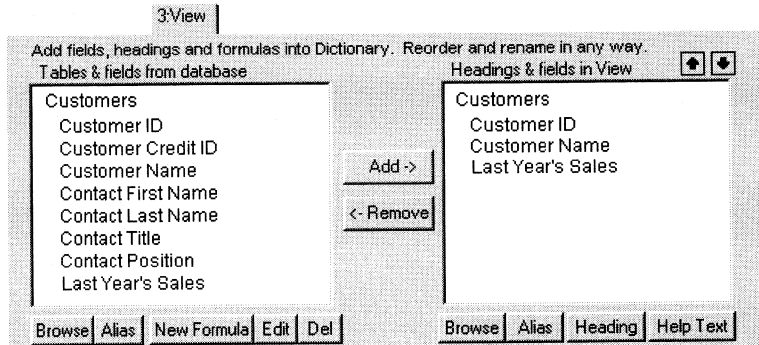 3:View
Add fields, headings and formulas into Dictionary. Reorder and rename in any way.
Tables & fields from database
Headings & fields in View
Customers
Customer ID
Customer Credit ID
Customer Name
Contact First Name
Contact Last Name
Contact Title
Contact Position
Last Year's Sales
Add ->
<- Remove
Customers
Customer ID
Customer Name
Last Year's Sales
Browse Alias New Formula Edit Del
Browse Alias Heading Help Text